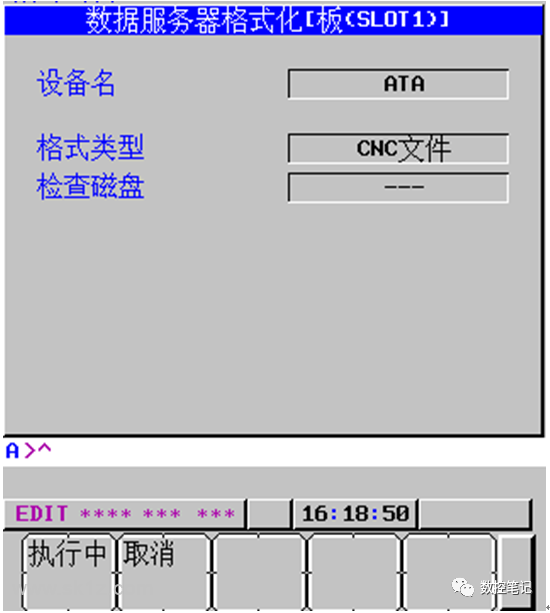 数据服务器格式化[板(SLOT1)]
设备名 ATA
格式类型 CNC文件
检查磁盘 ---
A>^
EDIT **** *** *** 16:18:50
执行中 取消
数控笔记